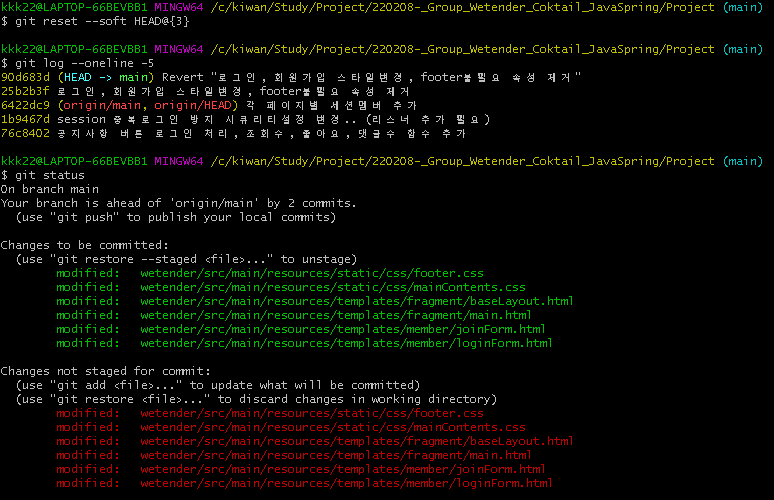 kkk22@LAPTOP-66BEVBB1 MINGW64 /c/kiwan/Study/Project/220208-_Group_Wetender_Coktail_JavaSpring/Project (main)
$ git reset --soft HEAD@{3}
kkk22@LAPTOP-66BEVBB1 MINGW64 /c/kiwan/Study/Project/220208-_Group_Wetender_Coktail_JavaSpring/Project (main)
$ git log --oneline -5
90d683d (HEAD -> main) Revert "로그인, 회원가입 스타일변경, footer불필요 속성 제거"
25b2b3f 로그인, 회원가입 스타일변경, footer불필요 속성 제거
6422dc9 (origin/main, origin/HEAD) 각 페이지별 세션멤버 추가
1b9467d session 중복로그인 방지 시큐리티설정 변경.. (리스너 추가 필요)
76c8402 공지사항 버튼 로그인 처리, 조회수, 좋아요, 댓글수 함수 추가
kkk22@LAPTOP-66BEVBB1 MINGW64 /c/kiwan/Study/Project/220208-_Group_Wetender_Coktail_JavaSpring/Project (main)
$ git status
On branch main
Your branch is ahead of 'origin/main' by 2 commits.
  (use "git push" to publish your local commits)
Changes to be committed:
  (use "git restore --staged <file>..." to unstage)
        modified:   wetender/src/main/resources/static/css/footer.css
        modified:   wetender/src/main/resources/static/css/mainContents.css
        modified:   wetender/src/main/resources/templates/fragment/baseLayout.html
        modified:   wetender/src/main/resources/templates/fragment/main.html
        modified:   wetender/src/main/resources/templates/member/joinForm.html
        modified:   wetender/src/main/resources/templates/member/loginForm.html
Changes not staged for commit:
  (use "git add <file>..." to update what will be committed)
  (use "git restore <file>..." to discard changes in working directory)
        modified:   wetender/src/main/resources/static/css/footer.css
        modified:   wetender/src/main/resources/static/css/mainContents.css
        modified:   wetender/src/main/resources/templates/fragment/baseLayout.html
        modified:   wetender/src/main/resources/templates/fragment/main.html
        modified:   wetender/src/main/resources/templates/member/joinForm.html
        modified:   wetender/src/main/resources/templates/member/loginForm.html